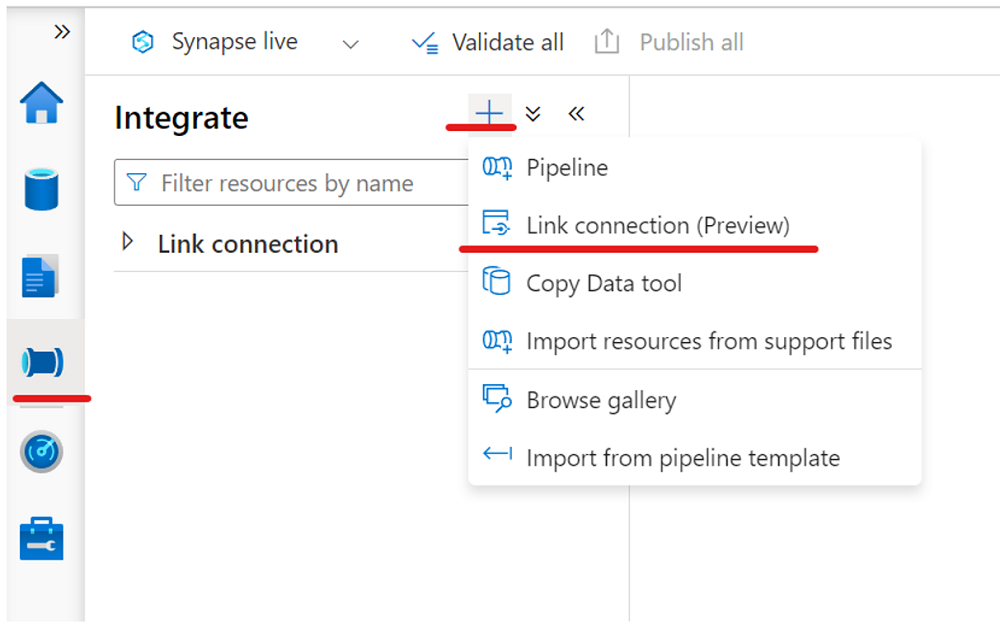 Synapse live
Validate all
Publish all
Integrate
Filter resources by name
Link connection
Pipeline
Link connection (Preview)
Copy Data tool
Import resources from support files
Browse gallery
Import from pipeline template